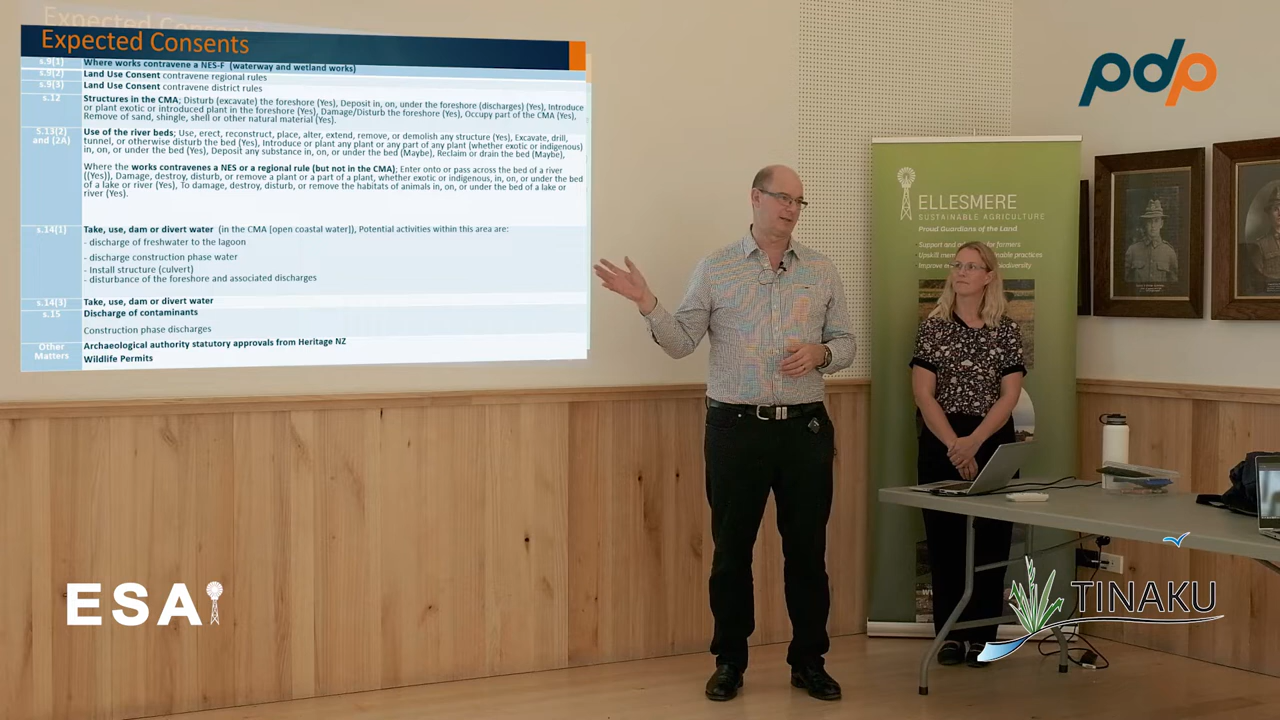 Expected Consents
Expected Consents
s.9(1) Where works contravene a NES-F (waterway and wetland works)
s.9(2) Land Use Consent contravene regional rules
s.9(3) Land Use Consent contravene district rules
s.12 Structures in the CMA; Disturb (excavate) the foreshore (Yes), Deposit in, on, under the foreshore (discharges) (Yes), Introduce
or plant exotic or introduced plant in the foreshore (Yes), Damage/Disturb the foreshore (Yes), Occupy part of the CMA (Yes),
Remove of sand, shingle, shell or other natural material (Yes).
S.13(2) Use of the river beds; Use, erect, reconstruct, place, alter, extend, remove, or demolish any structure (Yes), Excavate, drill,
and (2A) tunnel, or otherwise disturb the bed (Yes), Introduce or plant any plant or any part of any plant (whether exotic or indigenous)
in, on, or under the bed (Yes), Deposit any substance in, on, or under the bed (Maybe), Reclaim or drain the bed (Maybe),
Where the works contravenes a NES or a regional rule (but not in the CMA); Enter onto or pass across the bed of a river
((Yes)), Damage, destroy, disturb, or remove a plant or a part of a plant, whether exotic or indigenous, in, on, or under the bed
of a lake or river (Yes), To damage, destroy, disturb, or remove the habitats of animals in, on, or under the bed of a lake or
river (Yes).
s.14(1) Take, use, dam or divert water (in the CMA [open coastal water]), Potential activities within this area are:
- discharge of freshwater to the lagoon
- discharge construction phase water
- Install structure (culvert)
- disturbance of the foreshore and associated discharges
s.14(3) Take, use, dam or divert water
s.15 Discharge of contaminants
Construction phase discharges
Other Archaeological authority statutory approvals from Heritage NZ
Matters Wildlife Permits
pdp
ELLESMERE
SUSTAINABLE AGRICULTURE
Proud Guardians of the Land
Support and for farmers
Upskill practices
Improve biodiversity
ESA
TINAKU